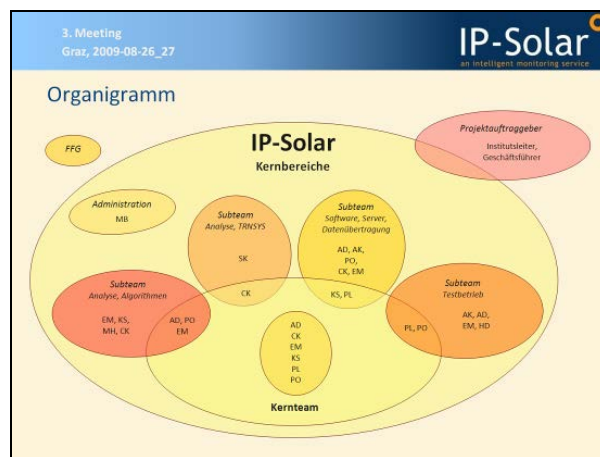 3. Meeting
Graz, 2009-08-26_27
IP-Solar
an intelligent monitoring service
Organigramm
FFG
IP-Solar
Kernbereiche
Projektauftraggeber
Institutsleiter,
Geschäftsführer
Administration
MB
Subteam
Analyse, TRNSYS
SK
CK
Subteam
Software, Server,
Datenübertragung
AD, AK,
PO,
CK, EM
KS, PL
Subteam
Analyse, Algorithmen
EM, KS,
MH, CK
AD, PO
EM
Subteam
Testbetrieb
AK, AD,
EM, HD
PL, PO
AD
CK
EM
KS
PL
PO
Kernteam